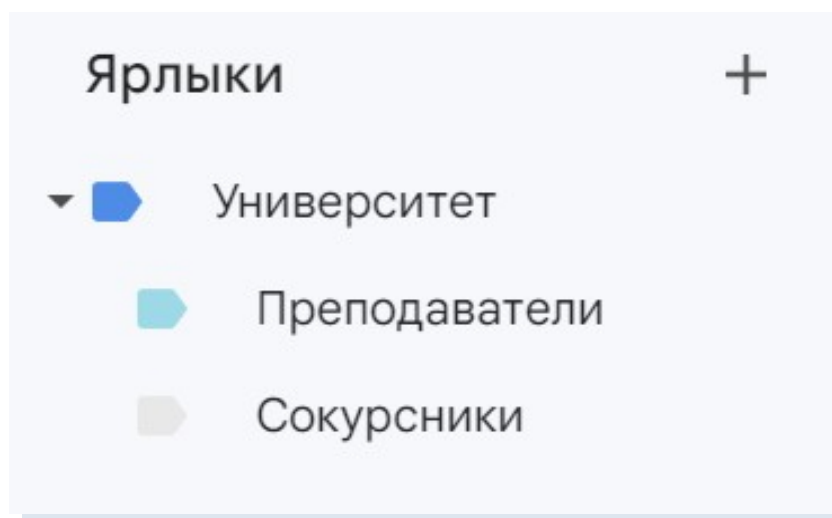 Ярлыки +
Университет
Преподаватели
Сокурсники